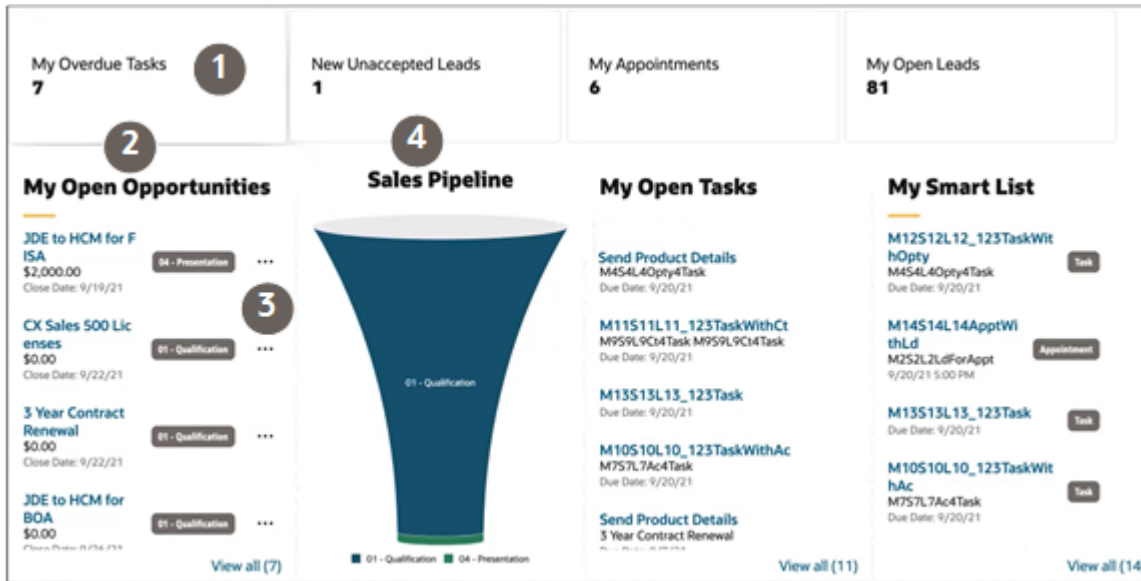 My Overdue Tasks
7
1
New Unaccepted Leads
1
My Appointments
6
My Open Leads
81
2
My Open Opportunities
JDE to HCM for F
ISA
$2,000.00
Close Date: 9/19/21
04 - Presentation
...
3
CX Sales 500 Lic
enses
$0.00
Close Date: 9/22/21
01 - Qualification
...
3 Year Contract
Renewal
$0.00
Close Date: 9/22/21
01 - Qualification
...
JDE to HCM for
BOA
$0.00
Close Date: 9/26/21
01 - Qualification
...
View all (7)
4
Sales Pipeline
01 - Qualification
01 - Qualification
04 - Presentation
My Open Tasks
Send Product Details
M4S4L4Opty4Task
Due Date: 9/20/21
M11S11L11_123TaskWithCt
M9S9L9Ct4Task M9S9L9Ct4Task
Due Date: 9/20/21
M13S13L13_123Task
Due Date: 9/20/21
M10S10L10_123TaskWithAc
M7S7L7Ac4Task
Due Date: 9/20/21
Send Product Details
3 Year Contract Renewal
View all (11)
My Smart List
M12S12L12_123TaskWit
hOpty
M4S4L4Opty4Task
Due Date: 9/20/21
Task
M14S14L14ApptWi
thLd
M2S2L2LdForAppt
9/20/21 5:00 PM
Appointment
M13S13L13_123Task
Due Date: 9/20/21
Task
M10S10L10_123TaskWit
hAc
M7S7L7Ac4Task
Due Date: 9/20/21
Task
View all (14